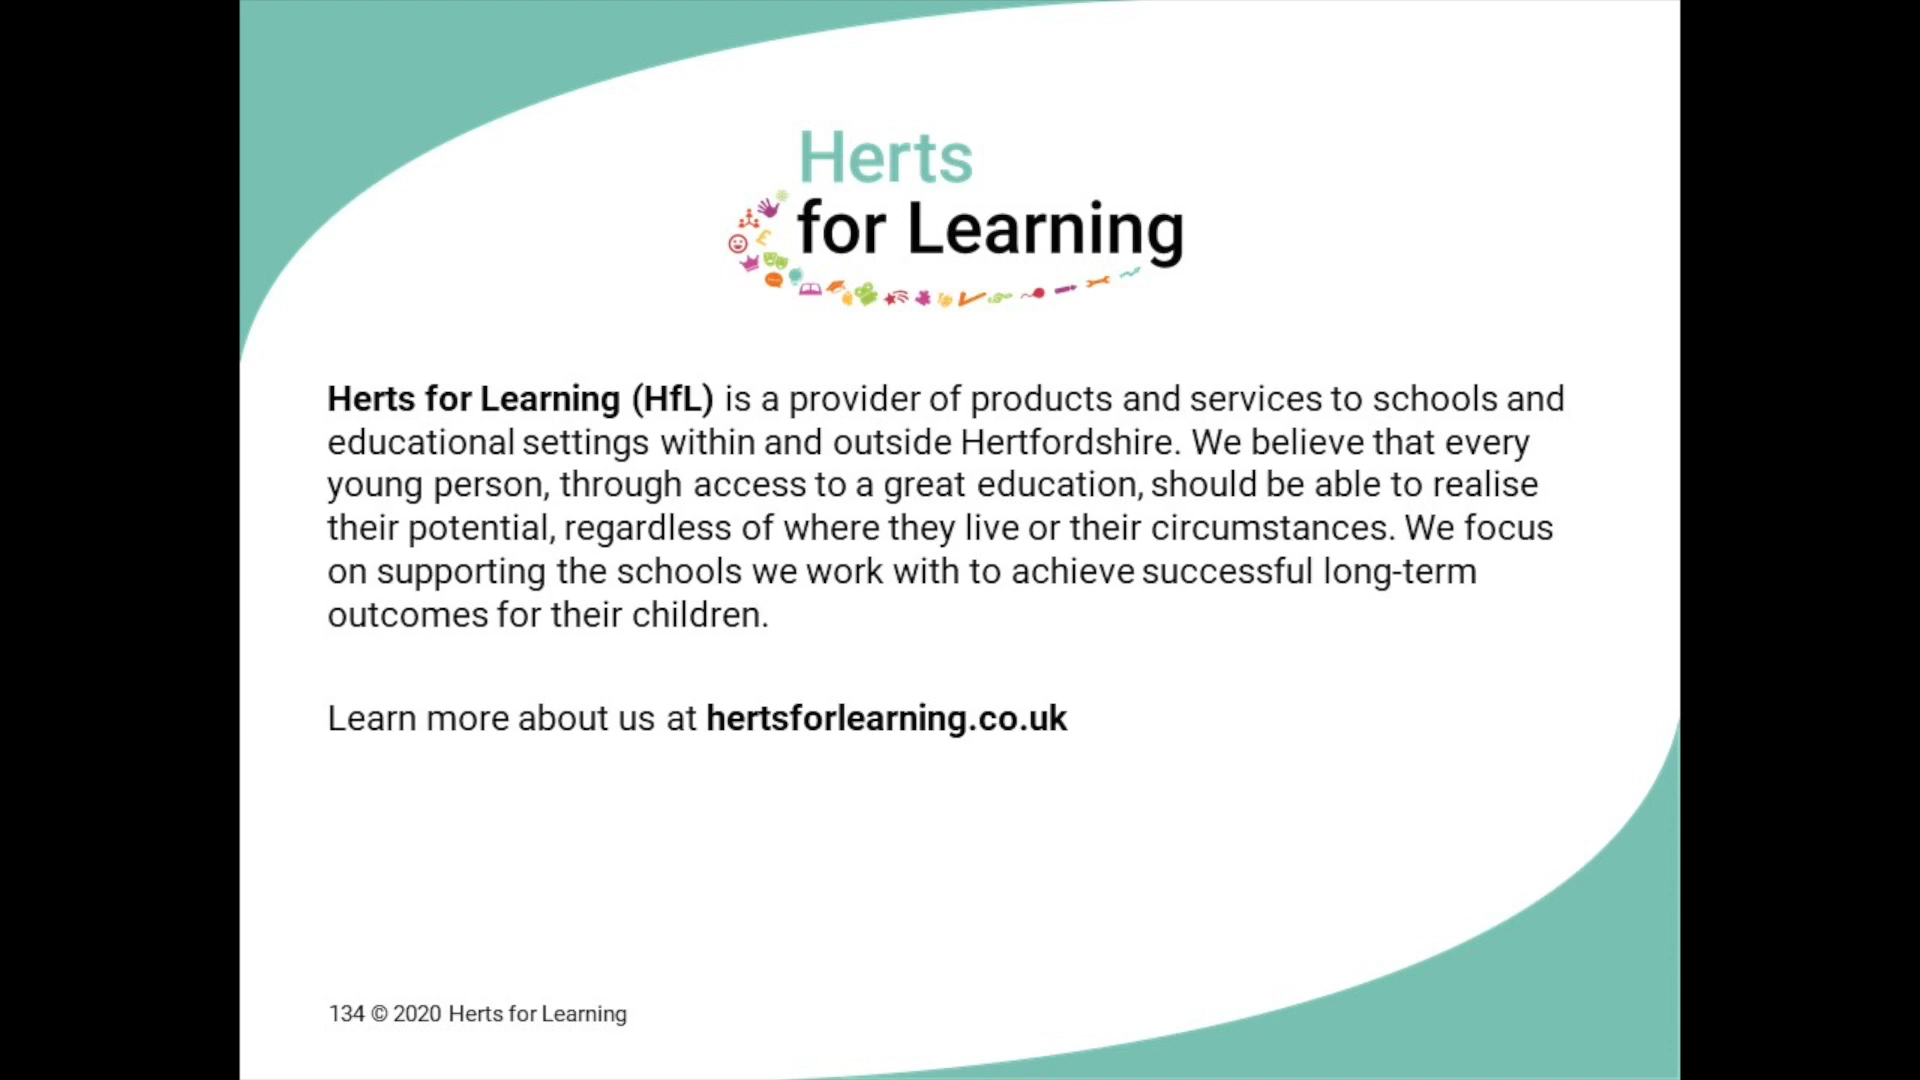 Herts
for Learning
Herts for Learning (HfL) is a provider of products and services to schools and
educational settings within and outside Hertfordshire. We believe that every
young person, through access to a great education, should be able to realise
their potential, regardless of where they live or their circumstances. We focus
on supporting the schools we work with to achieve successful long-term
outcomes for their children.
Learn more about us at hertsforlearning.co.uk
134 © 2020 Herts for Learning